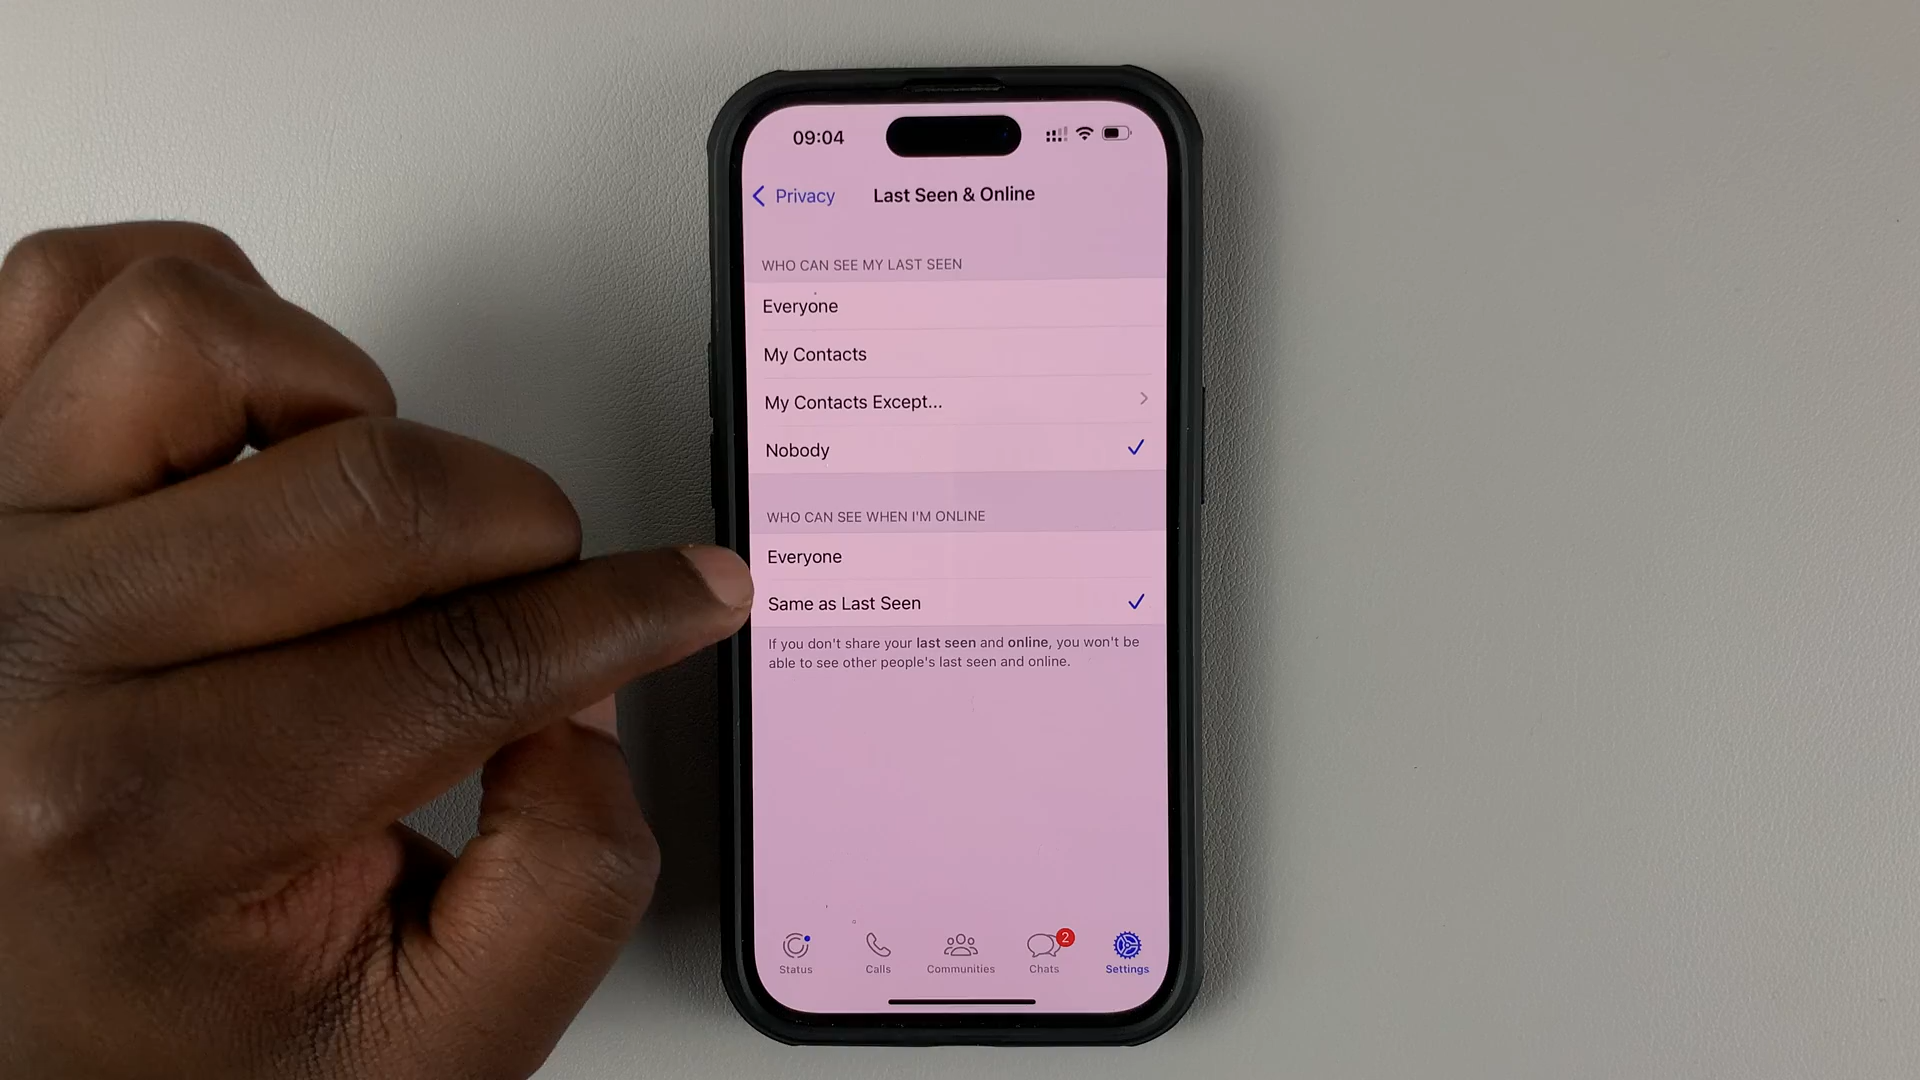 09:04
Privacy
Last Seen & Online
WHO CAN SEE MY LAST SEEN
Everyone
My Contacts
My Contacts Except...
Nobody
WHO CAN SEE WHEN I'M ONLINE
Everyone
Same as Last Seen
If you don't share your last seen and online, you won't be
able to see other people's last seen and online.
2
Status
Calls
Communities
Chats
Settings